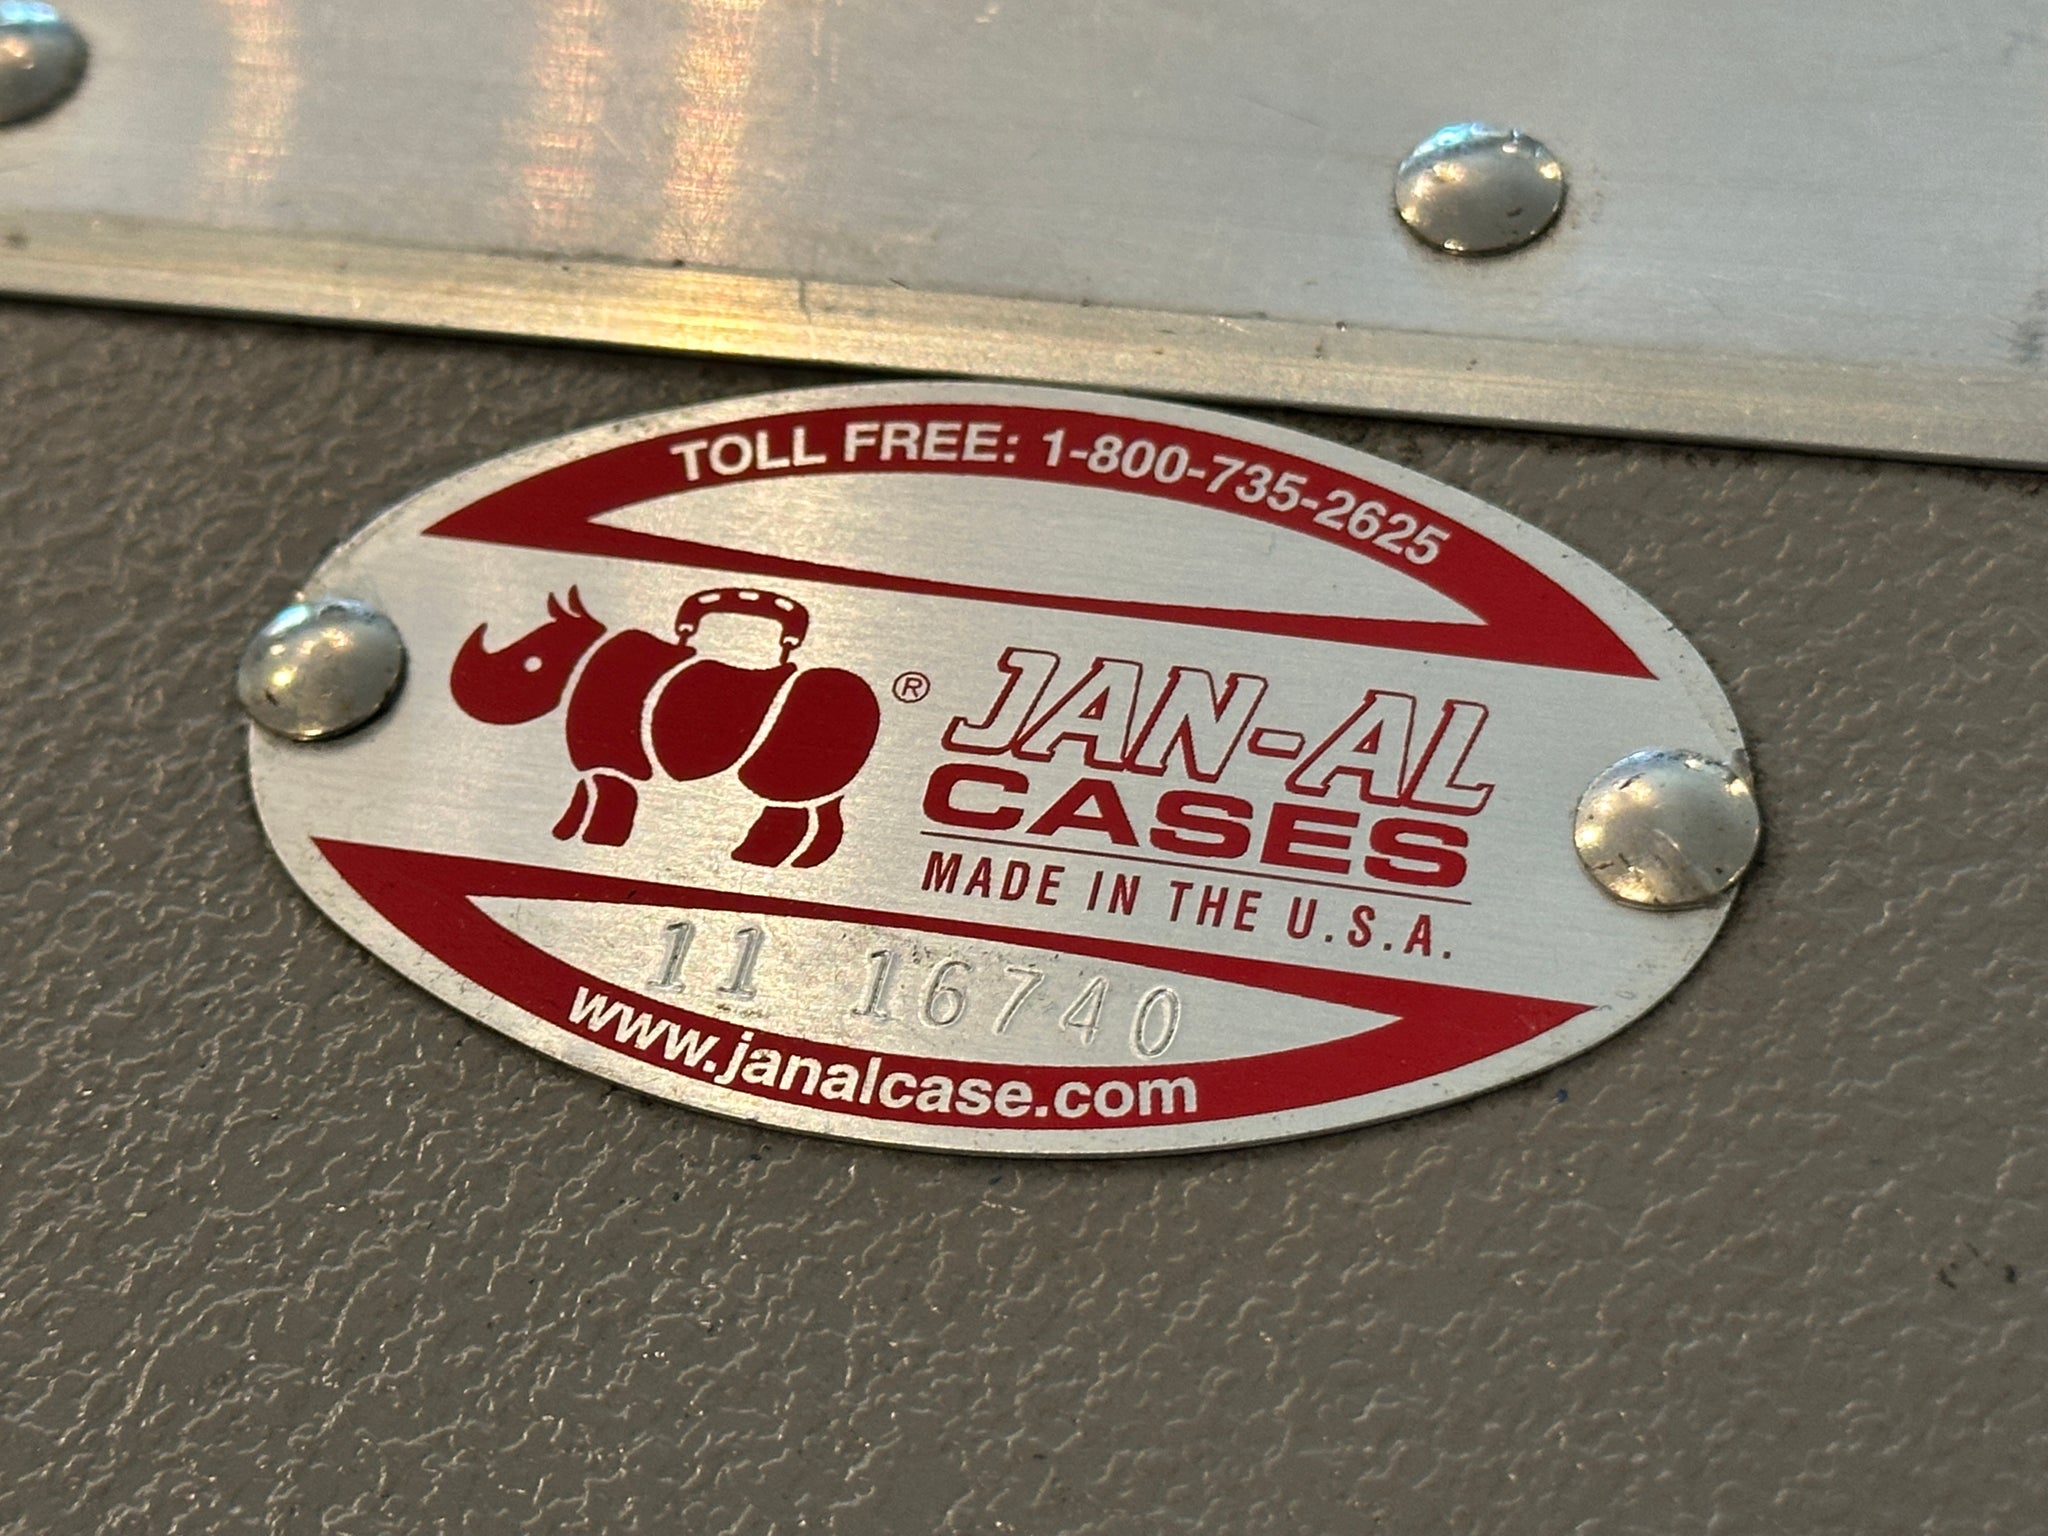 TOLL FREE: 1-800-735-2625
®
JAN-AL
CASES
MADE IN THE U.S.A.
11 16740
www.janalcase.com